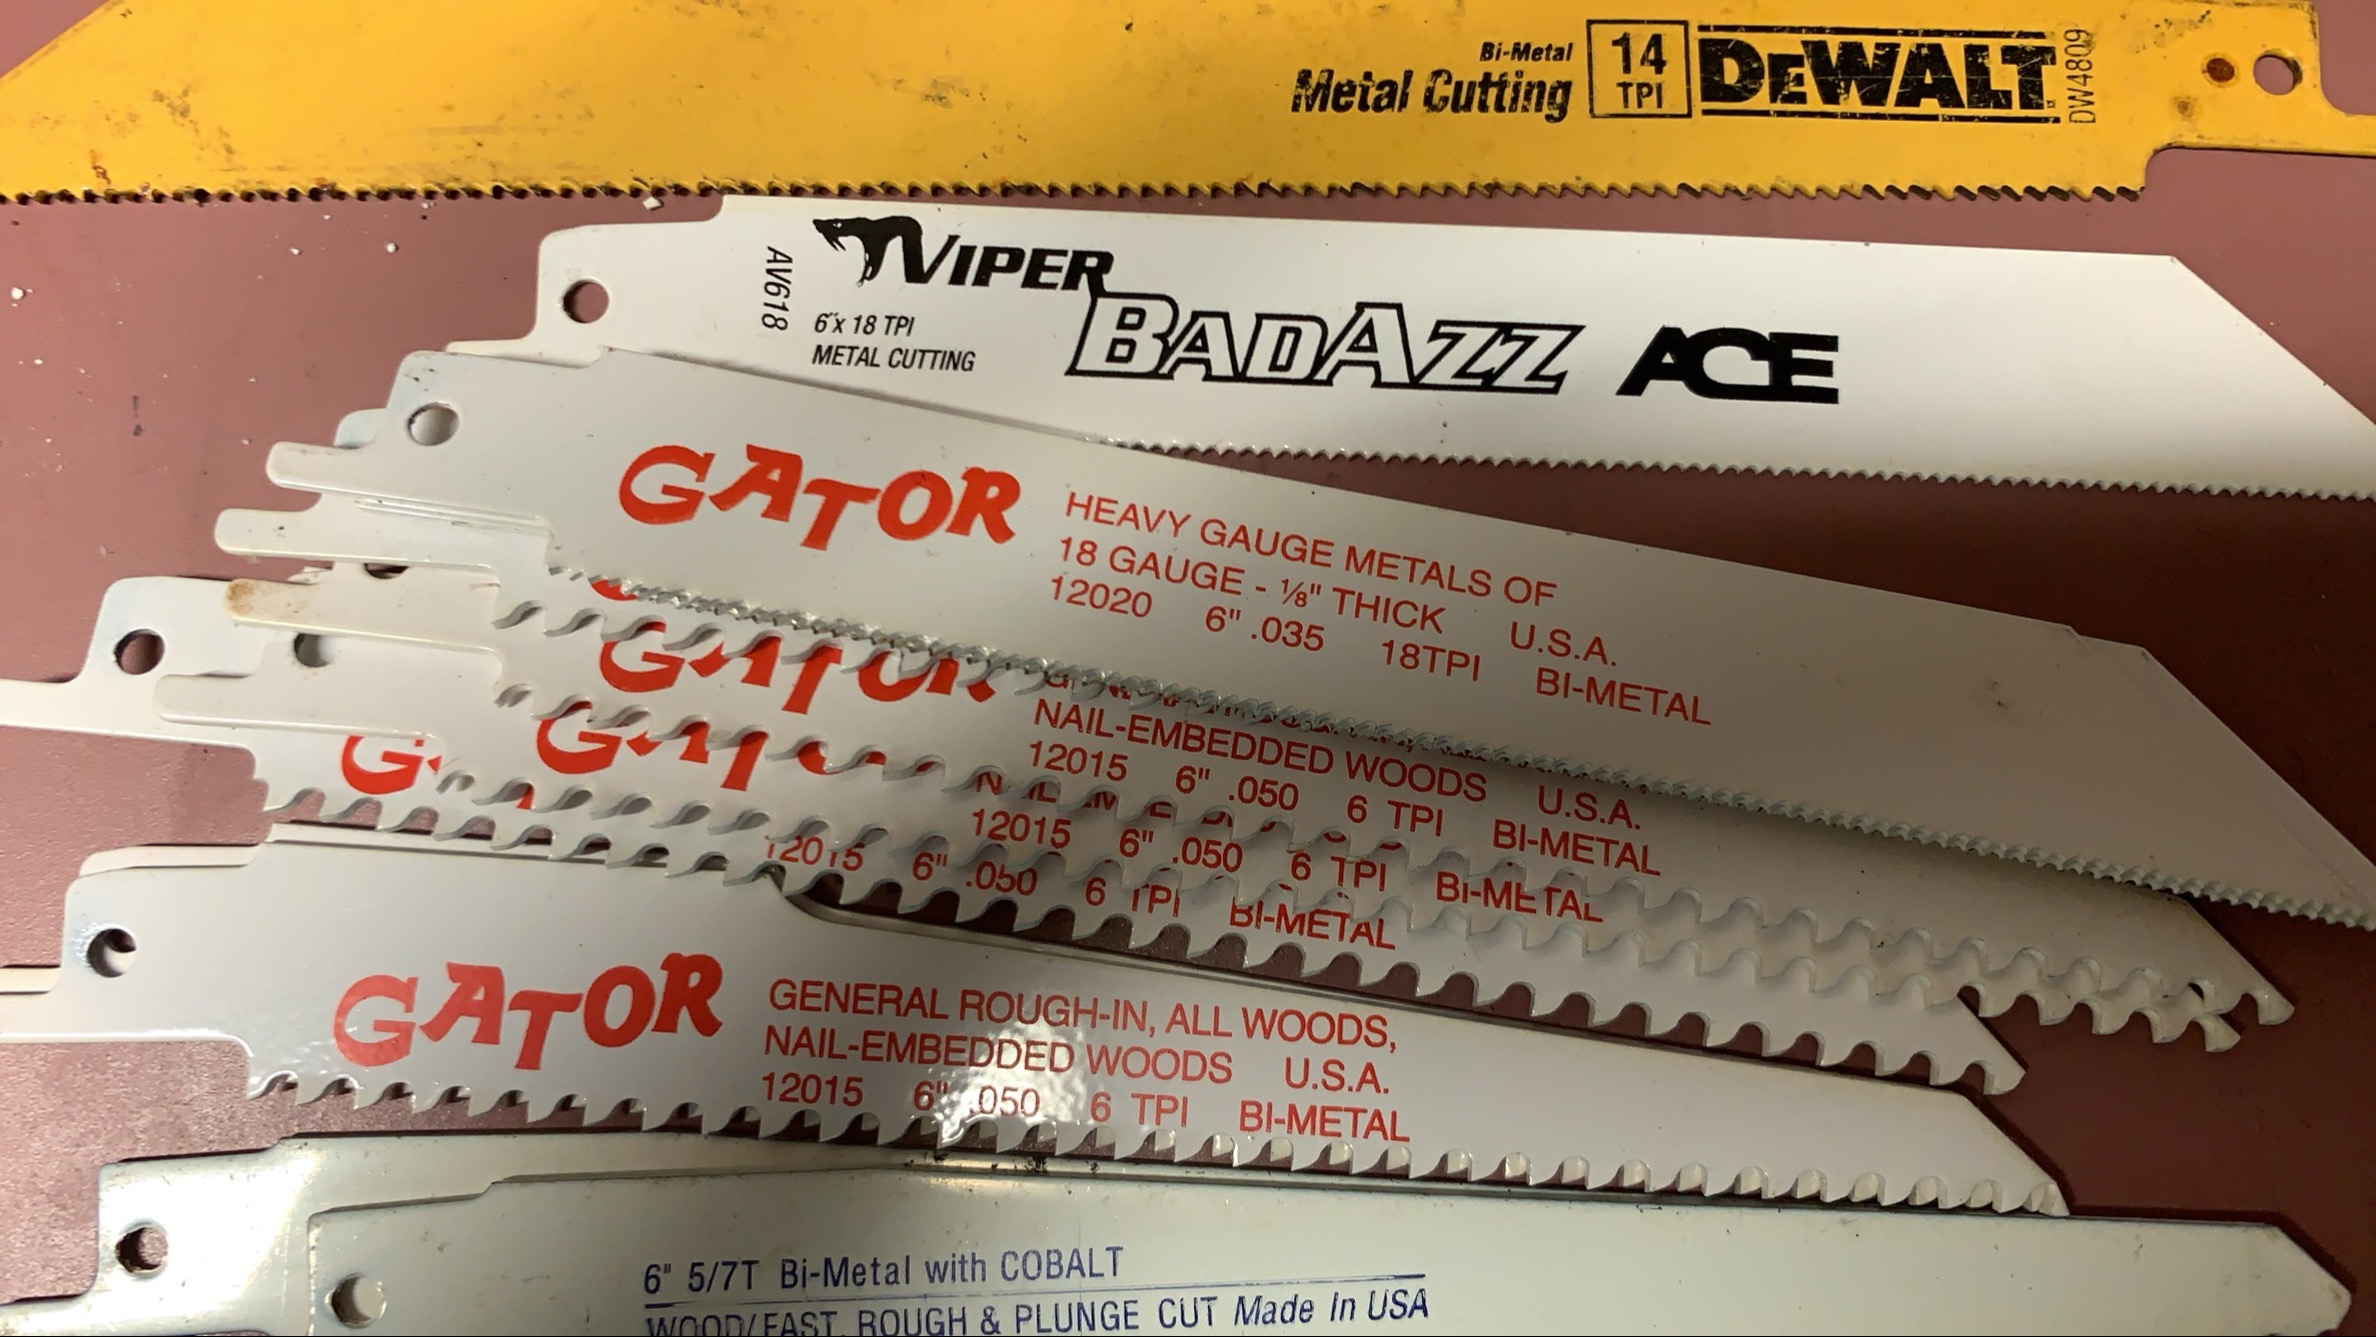 Bi-Metal
Metal Cutting
14
TPI
DEWALT
DW4809
VIPER
AV618
6"x 18 TPI
METAL CUTTING
BADAZZ ACE
GATOR
HEAVY GAUGE METALS OF
18 GAUGE - ⅛" THICK U.S.A.
12020 6" .035 18TPI BI-METAL
GATOR
NAIL-EMBEDDED WOODS U.S.A.
12015 6" .050 6 TPI BI-METAL
GATOR
12015 6" .050 6 TPI BI-METAL
12015 6" .050 6 TPI BI-METAL
GATOR
GENERAL ROUGH-IN, ALL WOODS,
NAIL-EMBEDDED WOODS U.S.A.
12015 6" .050 6 TPI BI-METAL
6" 5/7T Bi-Metal with COBALT
WOOD/FAST, ROUGH & PLUNGE CUT Made In USA